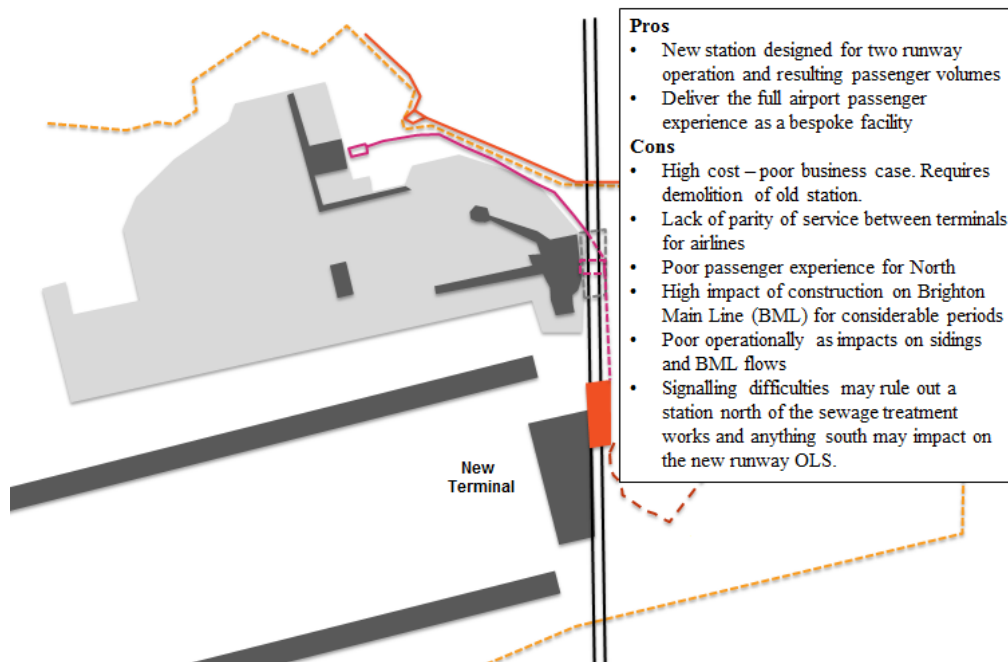 Pros
• New station designed for two runway
operation and resulting passenger volumes
• Deliver the full airport passenger
experience as a bespoke facility
Cons
• High cost – poor business case. Requires
demolition of old station.
• Lack of parity of service between terminals
for airlines
• Poor passenger experience for North
• High impact of construction on Brighton
Main Line (BML) for considerable periods
• Poor operationally as impacts on sidings
and BML flows
• Signalling difficulties may rule out a
station north of the sewage treatment
works and anything south may impact on
the new runway OLS.
New
Terminal